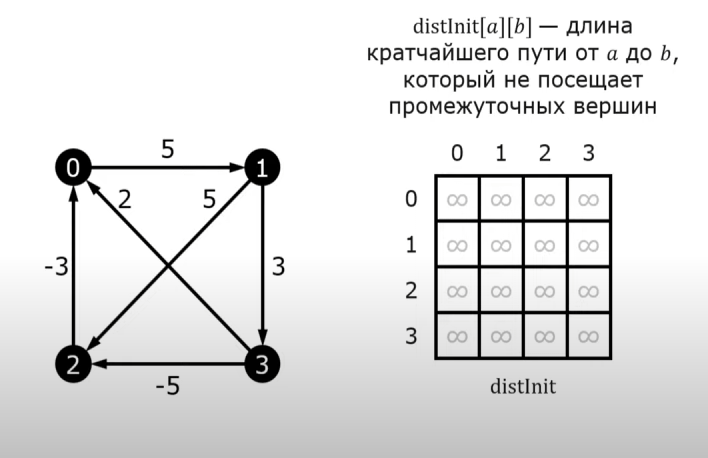 distInit[a][b] — длина
кратчайшего пути от a до b,
который не посещает
промежуточных вершин
0 5 1
2 5
-3 3
2 -5 3
0 1 2 3
0 ∞ ∞ ∞ ∞
1 ∞ ∞ ∞ ∞
2 ∞ ∞ ∞ ∞
3 ∞ ∞ ∞ ∞
distInit